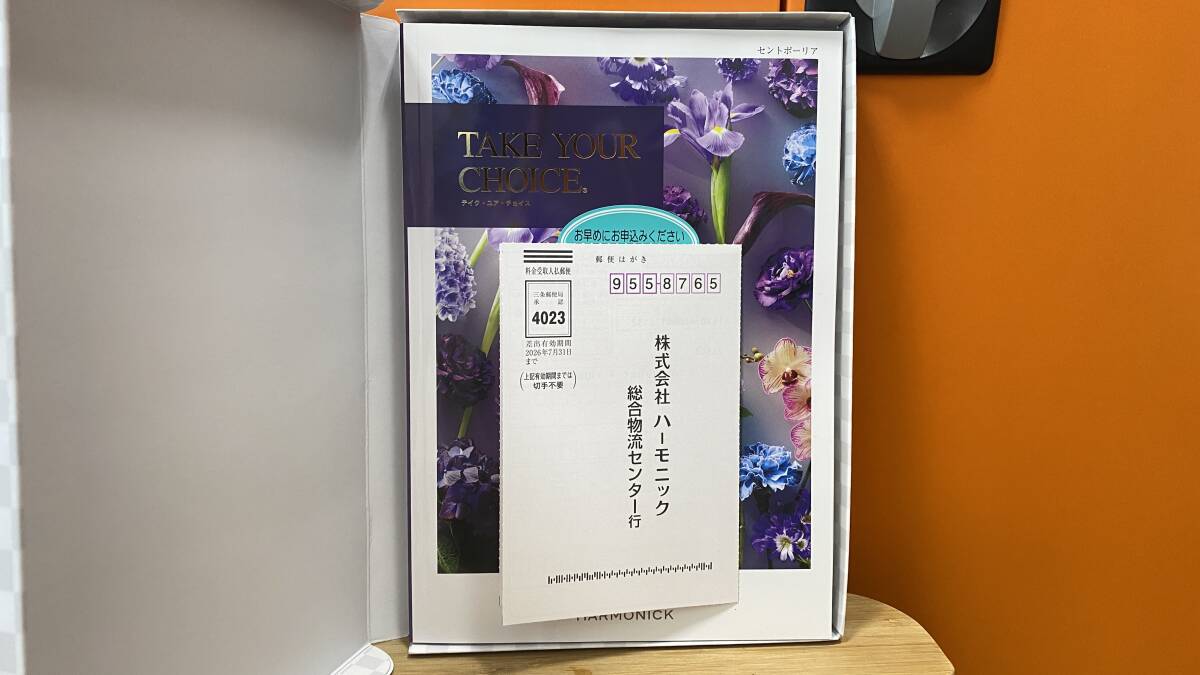 セントポーリア
TAKE YOUR
CHOICE®
テイク・ユア・チョイス
お早めにお申込みください
料金受取人払郵便
三条郵便局
承認
4023
差出有効期間
2026年7月31日
まで
(上記有効期間までは
切手不要)
郵便はがき
955-8765
株式会社 ハーモニック
総合物流センター行
HARMONICK